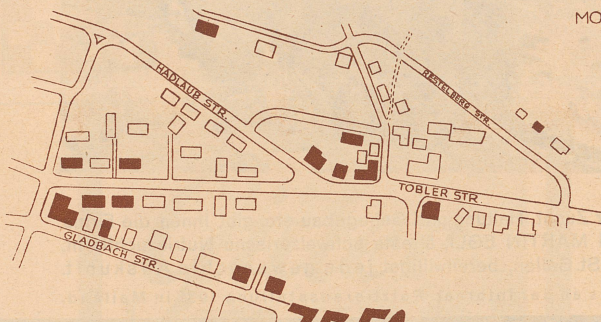 MO
HADLAUB STR.
RESTELBERG STR.
TOBLER STR.
GLADBACH STR.